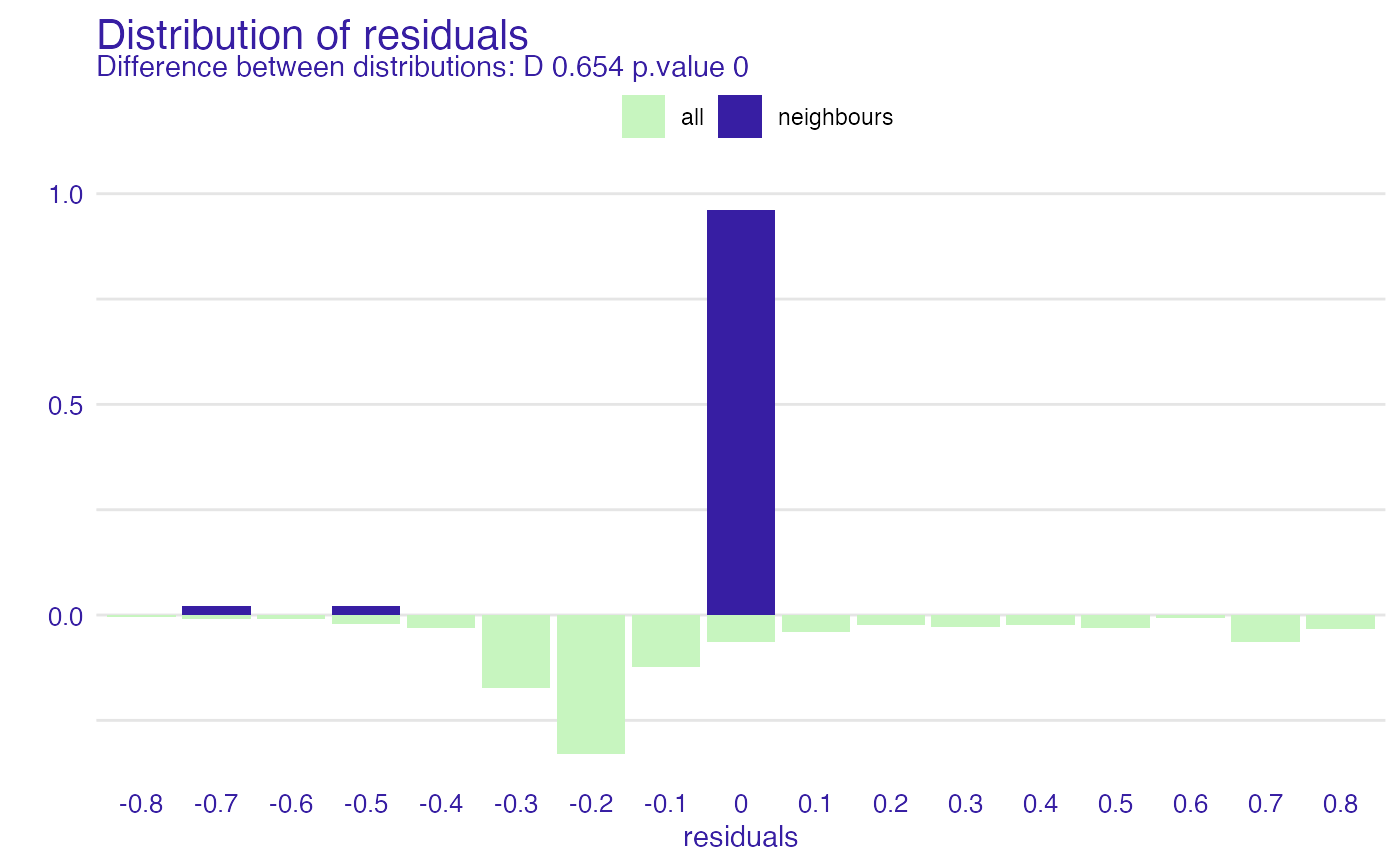 Distribution of residuals
Difference between distributions: D 0.654 p.value 0
all neighbours
1.0
0.5
0.0
-0.8 -0.7 -0.6 -0.5 -0.4 -0.3 -0.2 -0.1 0 0.1 0.2 0.3 0.4 0.5 0.6 0.7 0.8
residuals